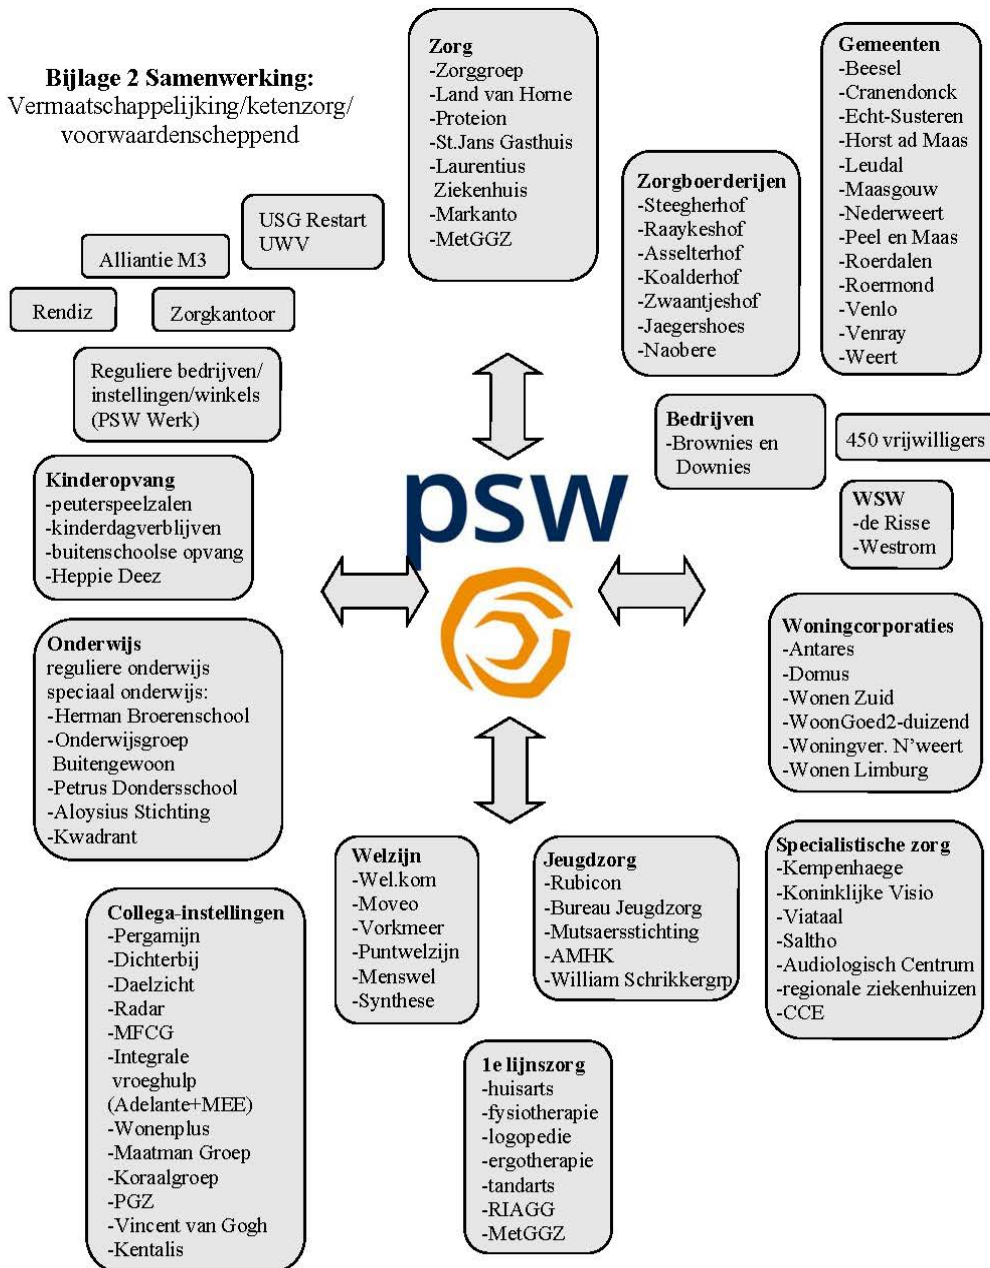 Bijlage 2 Samenwerking:
Vermaatschappelijking/ketenzorg/
voorwaardenscheppend
Zorg
-Zorggroep
-Land van Horne
-Proteion
-St.Jans Gasthuis
-Laurentius
Ziekenhuis
-Markanto
-MetGGZ
Gemeenten
-Beesel
-Cranendonck
-Echt-Susteren
-Horst ad Maas
-Leudal
-Maasgouw
-Nederweert
-Peel en Maas
-Roerdalen
-Roermond
-Venlo
-Venray
-Weert
Zorgboerderijen
-Steegherhof
-Raaykeshof
-Asselterhof
-Koalderhof
-Zwaantjeshof
-Jaegershoes
-Naobere
USG Restart
UWV
Alliantie M3
Rendiz
Zorgkantoor
Reguliere bedrijven/
instellingen/winkels
(PSW Werk)
Bedrijven
-Brownies en
Downies
450 vrijwilligers
WSW
-de Risse
-Westrom
Kinderopvang
-peuterspeelzalen
-kinderdagverblijven
-buitenschoolse opvang
-Heppie Deez
psw
Onderwijs
reguliere onderwijs
speciaal onderwijs:
-Herman Broerenschool
-Onderwijsgroep
Buitengewoon
-Petrus Dondersschool
-Aloysius Stichting
-Kwadrant
Woningcorporaties
-Antares
-Domus
-Wonen Zuid
-WoonGoed2-duizend
-Woningver. N'weert
-Wonen Limburg
Welzijn
-Wel.kom
-Moveo
-Vorkmeer
-Puntwelzijn
-Menswel
-Synthese
Jeugdzorg
-Rubicon
-Bureau Jeugdzorg
-Mutsaersstichting
-AMHK
-William Schrikkergrp
Specialistische zorg
-Kempenhaege
-Koninklijke Visio
-Viataal
-Saltho
-Audiologisch Centrum
-regionale ziekenhuizen
-CCE
Collega-instellingen
-Pergamijn
-Dichterbij
-Daelzicht
-Radar
-MFCG
-Integrale
vroeghulp
(Adelante+MEE)
-Wonenplus
-Maatman Groep
-Koraalgroep
-PGZ
-Vincent van Gogh
-Kentalis
1e lijnszorg
-huisarts
-fysiotherapie
-logopedie
-ergotherapie
-tandarts
-RIAGG
-MetGGZ